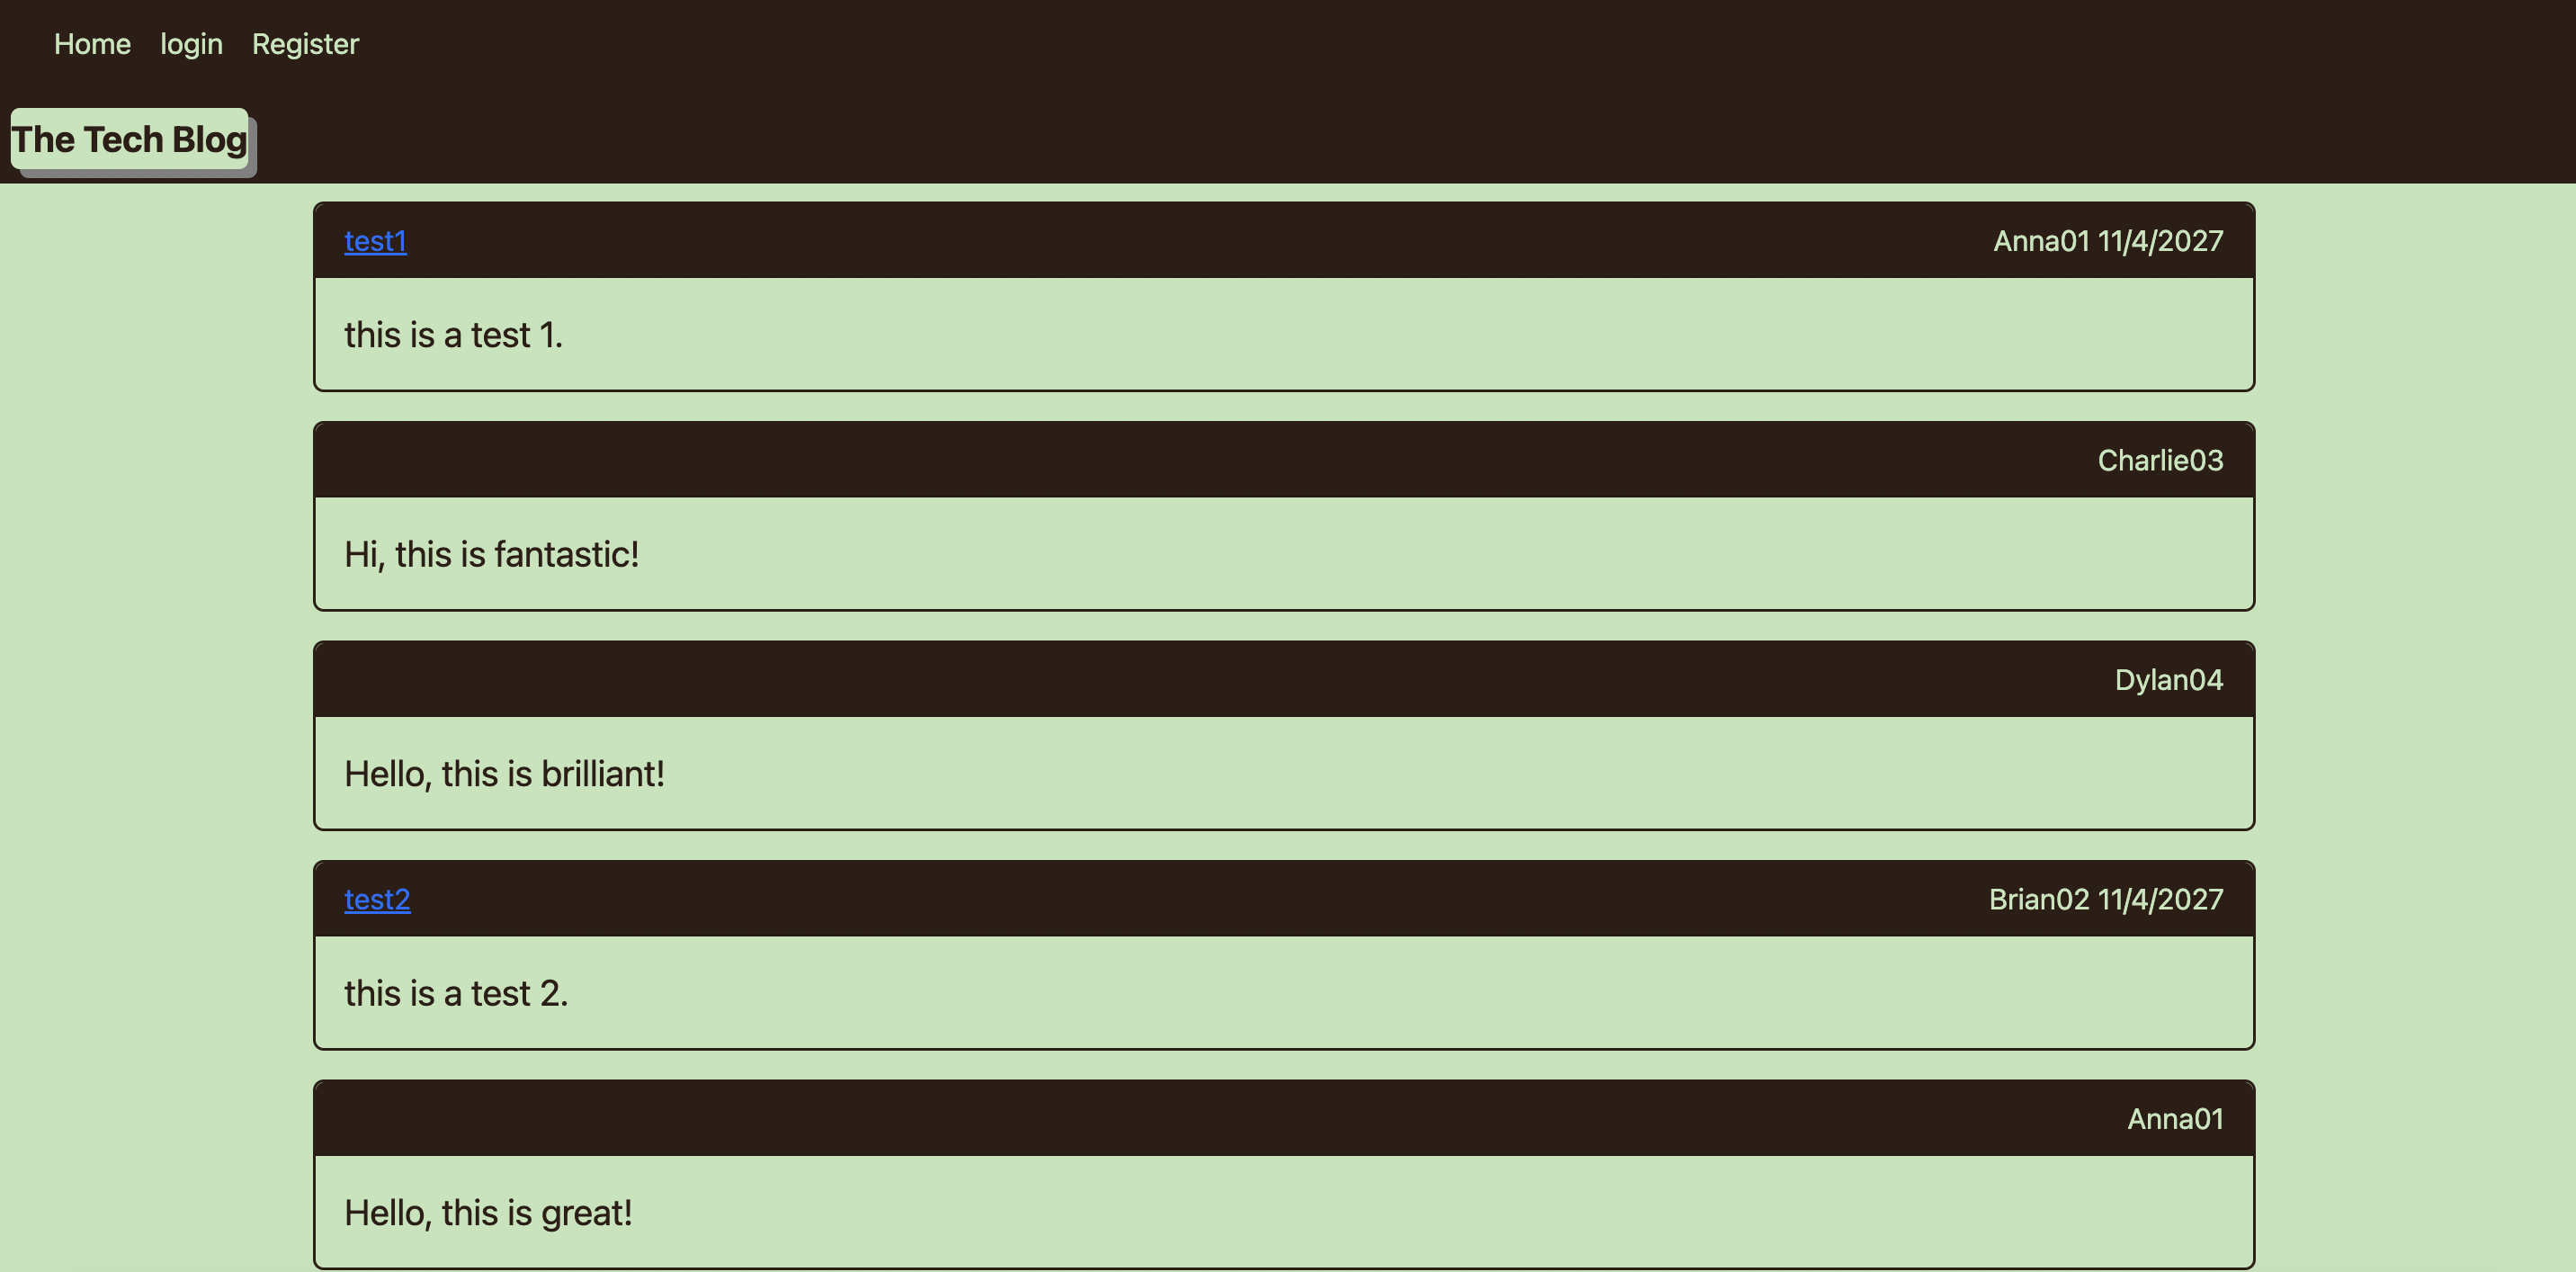 Home login Register
The Tech Blog
test1 Anna01 11/4/2027
this is a test 1.
Charlie03
Hi, this is fantastic!
Dylan04
Hello, this is brilliant!
test2 Brian02 11/4/2027
this is a test 2.
Anna01
Hello, this is great!